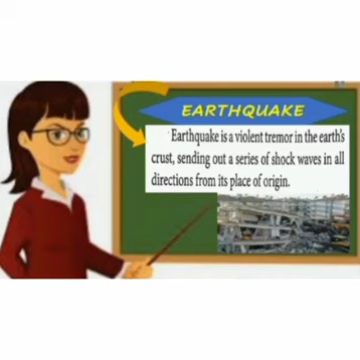 EARTHQUAKE
Earthquake is a violent tremor in the earth's
crust, sending out a series of shock waves in all
directions from its place of origin.